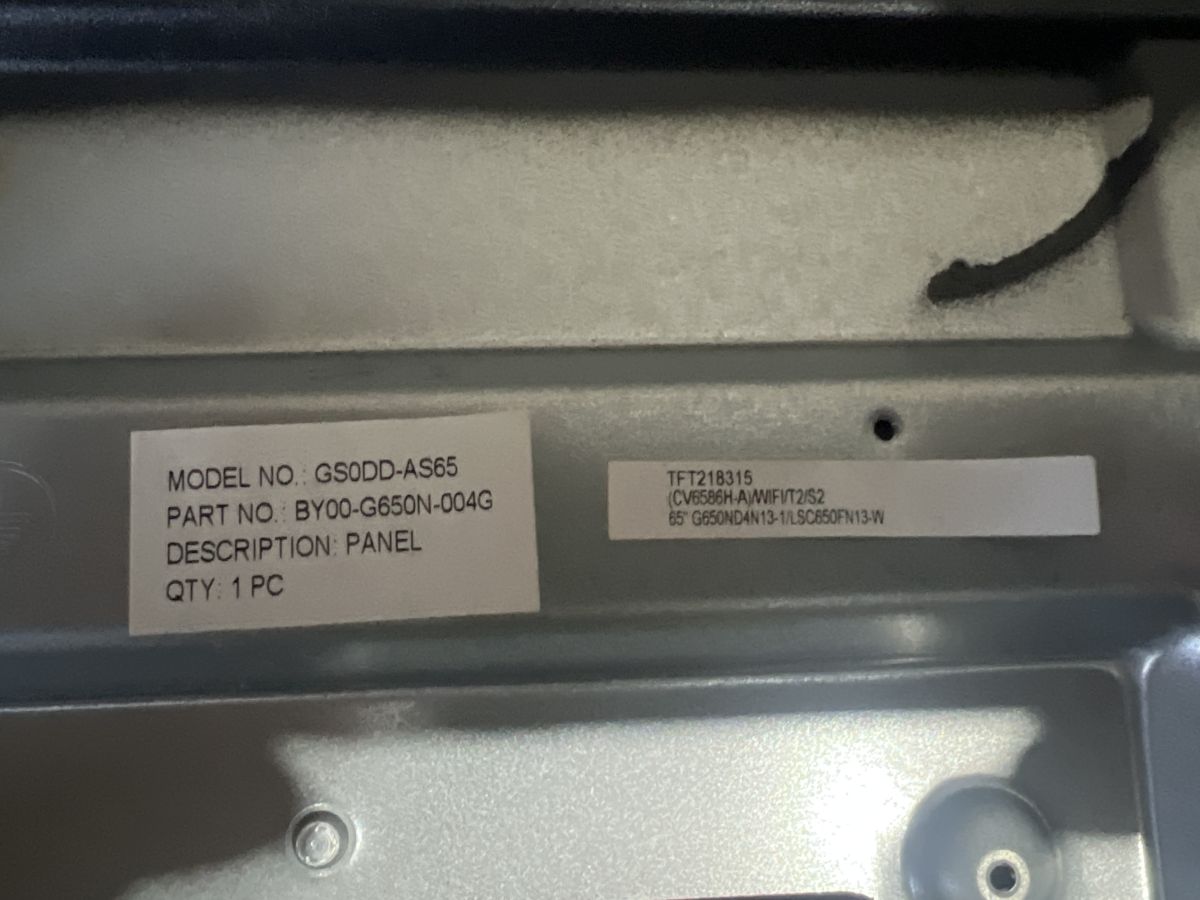 MODEL NO.: GS0DD-AS65
PART NO.: BY00-G650N-004G
DESCRIPTION: PANEL
QTY: 1 PC
TFT218315
(CV6586H-A)/WIFI/T2/S2
65" G650ND4N13-1/LSC650FN13-W